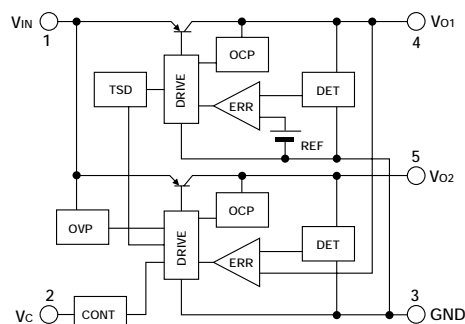 VIN
1
VO1
4
OCP
TSD
DRIVE
DET
ERR
REF
5
VO2
OVP
OCP
DRIVE
DET
ERR
2
VC
CONT
3
GND